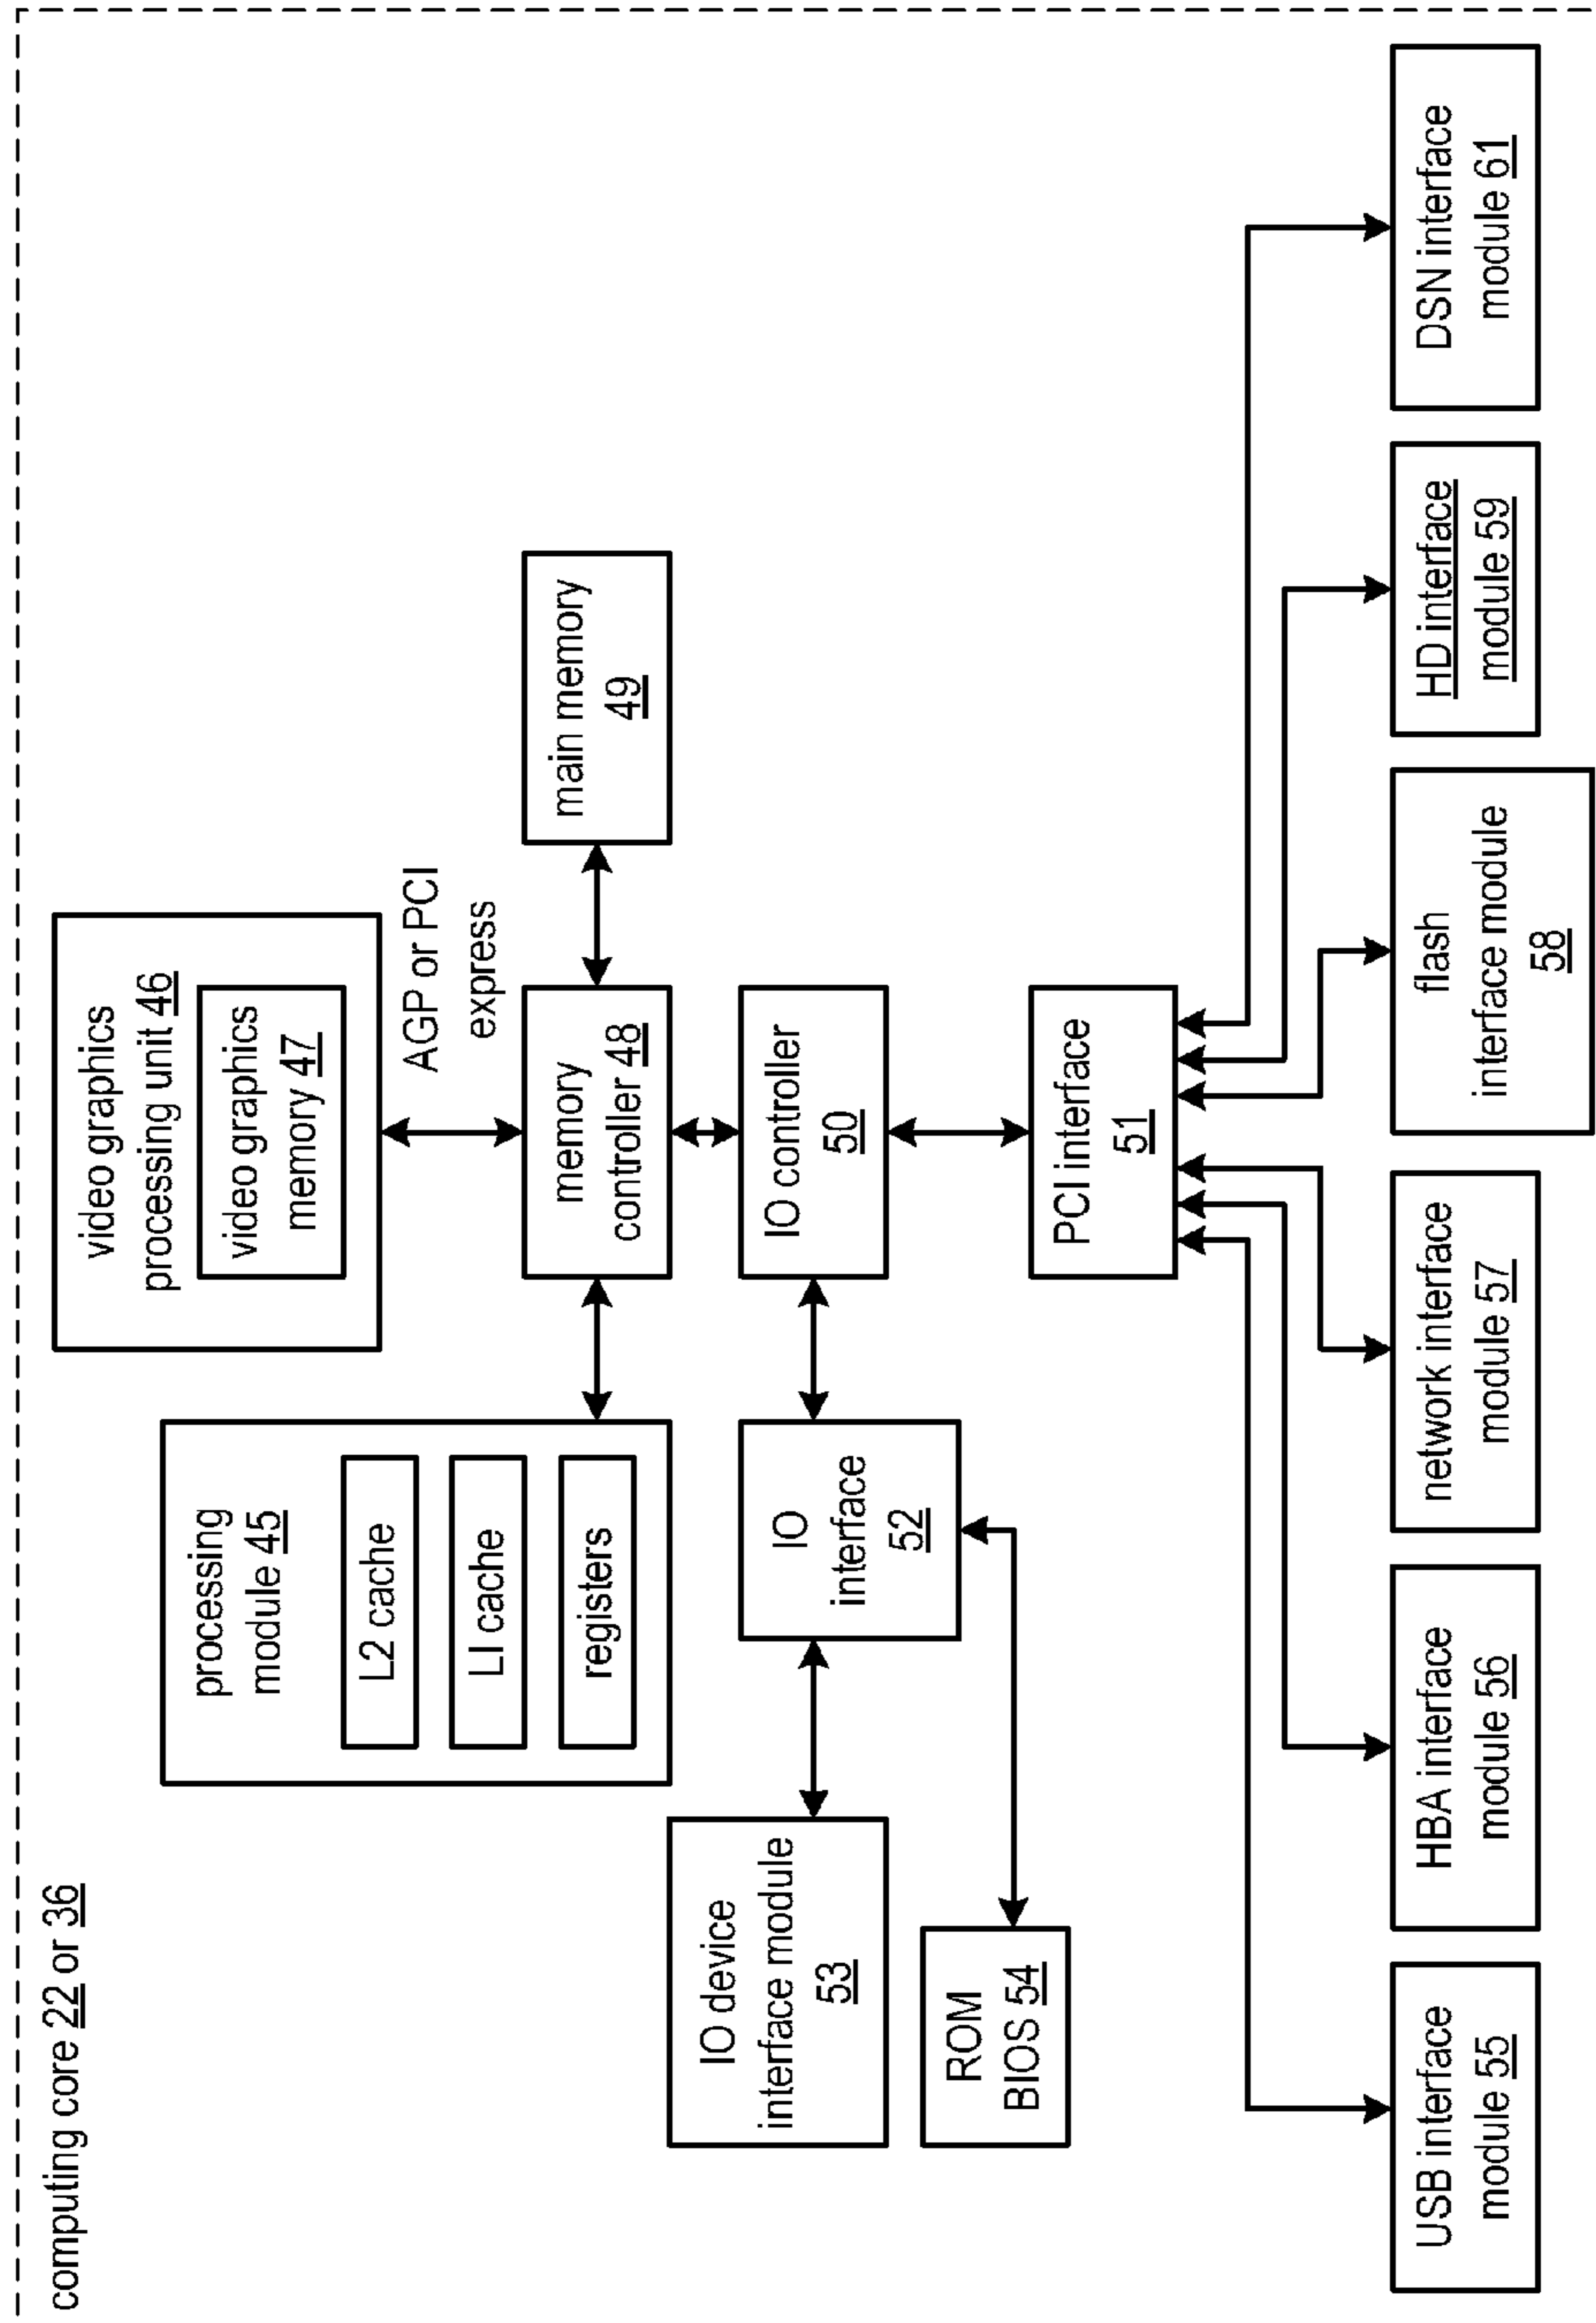 computing core 22 or 36
video graphics
processing unit 46
video graphics
memory 47
processing
module 45
L2 cache
LI cache
registers
AGP or PCI
express
memory
controller 48
main memory
49
IO device
interface module
53
IO
interface
52
IO controller
50
ROM
BIOS 54
PCI interface
51
USB interface
module 55
HBA interface
module 56
network interface
module 57
flash
interface module
58
HD interface
module 59
DSN interface
module 61